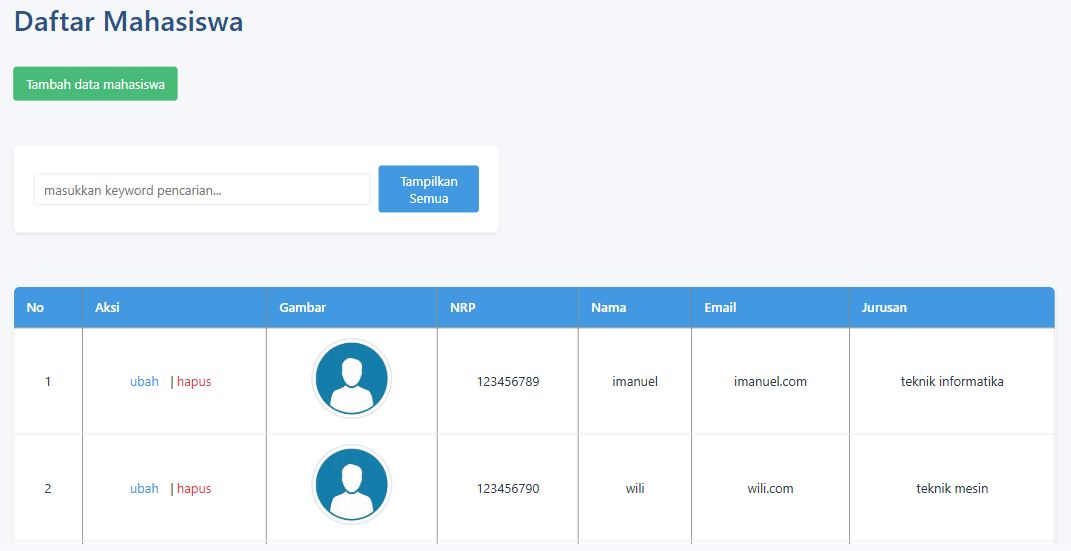 Daftar Mahasiswa
Tambah data mahasiswa
masukkan keyword pencarian...
Tampilkan
Semua
No Aksi Gambar NRP Nama Email Jurusan
1 ubah | hapus 123456789 imanuel imanuel.com teknik informatika
2 ubah | hapus 123456790 wili wili.com teknik mesin